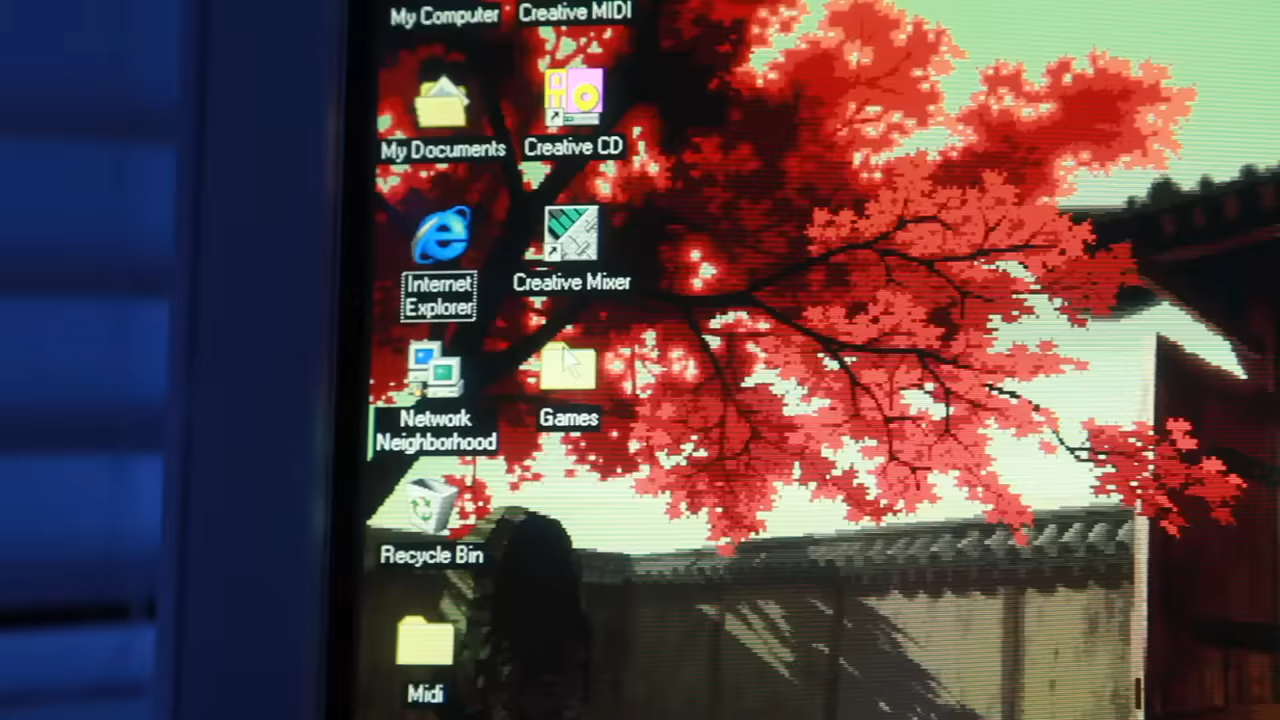 My Computer
Creative MIDI
My Documents
Creative CD
Internet
Explorer
Creative Mixer
Network
Neighborhood
Games
Recycle Bin
Midi